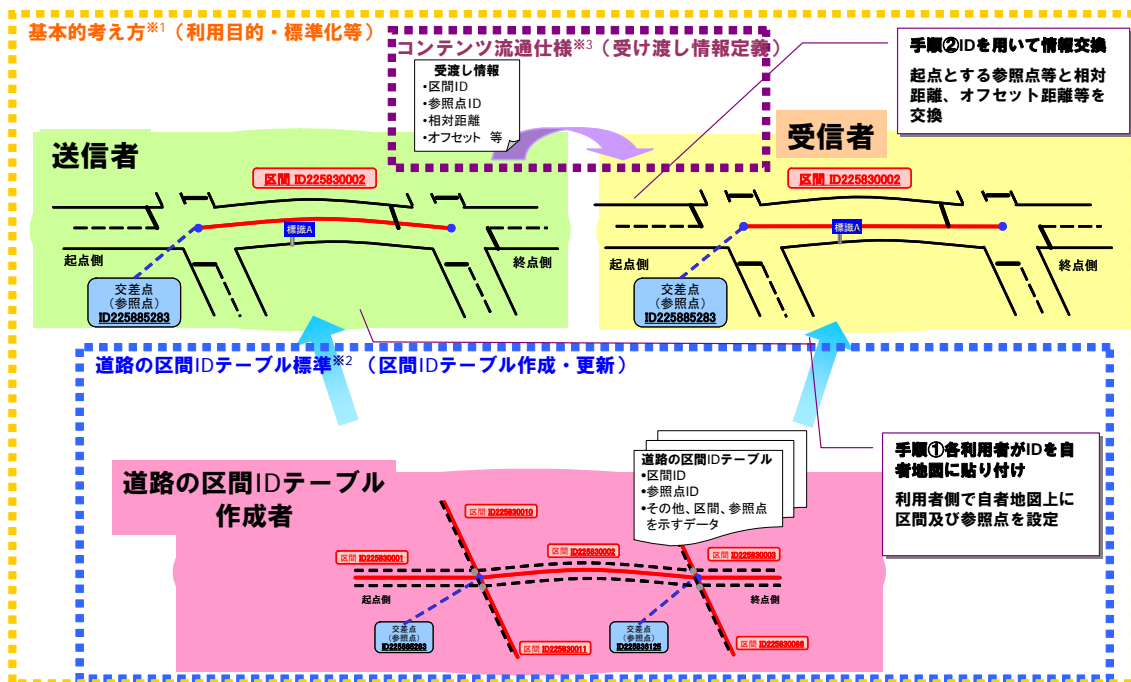 基本的考え方※1（利用目的・標準化等）
コンテンツ流通仕様※3（受け渡し情報定義）
受渡し情報
・区間ID
・参照点ID
・相対距離
・オフセット 等
手順②IDを用いて情報交換
起点とする参照点等と相対
距離、オフセット距離等を
交換
送信者
区間 ID225830002
標識A
起点側
終点側
交差点
（参照点）
ID225885283
受信者
区間 ID225830002
標識A
起点側
終点側
交差点
（参照点）
ID225885283
道路の区間IDテーブル標準※2（区間IDテーブル作成・更新）
手順①各利用者がIDを自
者地図に貼り付け
利用者側で自者地図上に
区間及び参照点を設定
道路の区間IDテーブル
作成者
道路の区間IDテーブル
・区間ID
・参照点ID
・その他、区間、参照点
を示すデータ
区間 ID225830010
区間 ID225830001
区間 ID225830002
区間 ID225830003
起点側
終点側
交差点
（参照点）
ID225885283
区間 ID225830011
交差点
（参照点）
ID225836125
区間 ID225830086